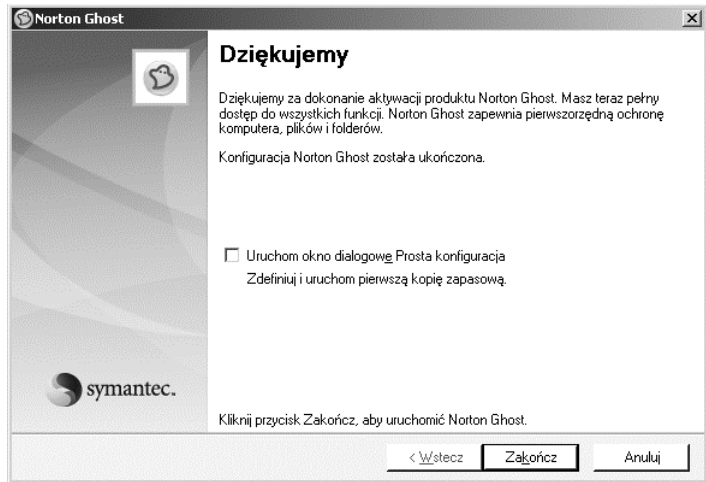 Norton Ghost
Dziękujemy
Dziękujemy za dokonanie aktywacji produktu Norton Ghost. Masz teraz pełny
dostęp do wszystkich funkcji. Norton Ghost zapewnia pierwszorzędną ochronę
komputera, plików i folderów.
Konfiguracja Norton Ghost została ukończona.
Uruchom okno dialogowe Prosta konfiguracja
Zdefiniuj i uruchom pierwszą kopię zapasową.
symantec.
Kliknij przycisk Zakończ, aby uruchomić Norton Ghost.
< Wstecz
Zakończ
Anuluj